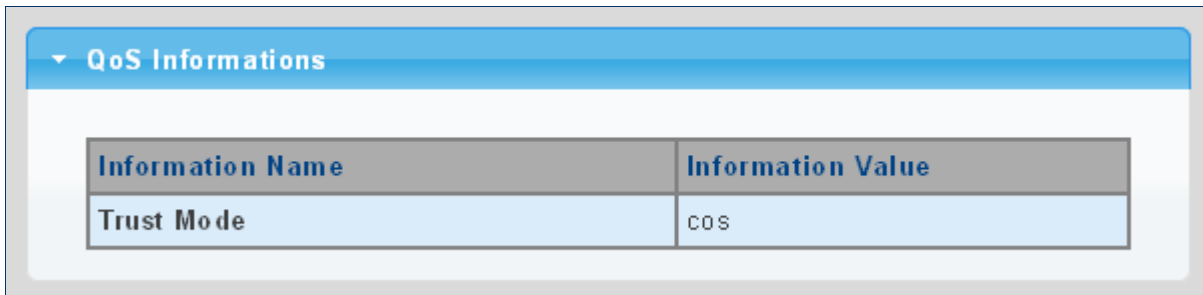 QoS Informations
Information Name Information Value
Trust Mode cos